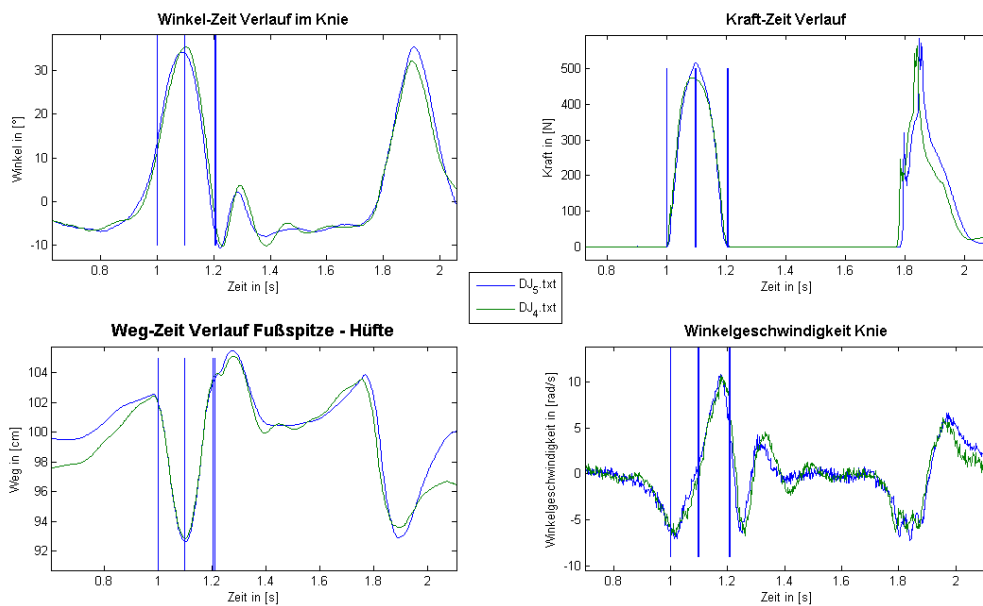 Winkel-Zeit Verlauf im Knie
Winkel in [°]
30
20
10
0
-10
0.8 1 1.2 1.4 1.6 1.8 2
Zeit in [s]
Kraft-Zeit Verlauf
Kraft in [N]
500
400
300
200
100
0
0.8 1 1.2 1.4 1.6 1.8 2
Zeit in [s]
DJ5.txt
DJ4.txt
Weg-Zeit Verlauf Fußspitze - Hüfte
Weg in [cm]
104
102
100
98
96
94
92
0.8 1 1.2 1.4 1.6 1.8 2
Zeit in [s]
Winkelgeschwindigkeit Knie
Winkelgeschwindigkeit in [rad/s]
10
5
0
-5
-10
0.8 1 1.2 1.4 1.6 1.8 2
Zeit in [s]